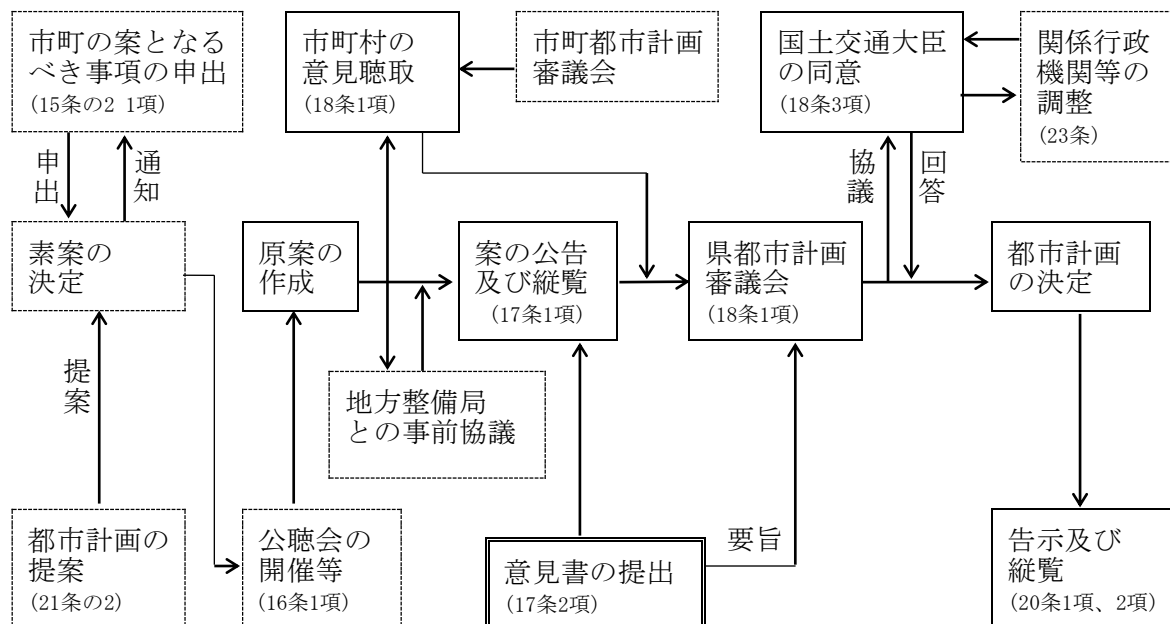 市町の案となる
べき事項の申出
(15条の2 1項)
市町村の
意見聴取
(18条1項)
市町都市計画
審議会
国土交通大臣
の同意
(18条3項)
関係行政
機関等の
調整
(23条)
申出
通知
協議
回答
素案の
決定
原案の
作成
案の公告
及び縦覧
(17条1項)
県都市計画
審議会
(18条1項)
都市計画
の決定
提案
地方整備局
との事前協議
都市計画の
提案
(21条の2)
公聴会の
開催等
(16条1項)
意見書の提出
(17条2項)
要旨
告示及び
縦覧
(20条1項、2項)